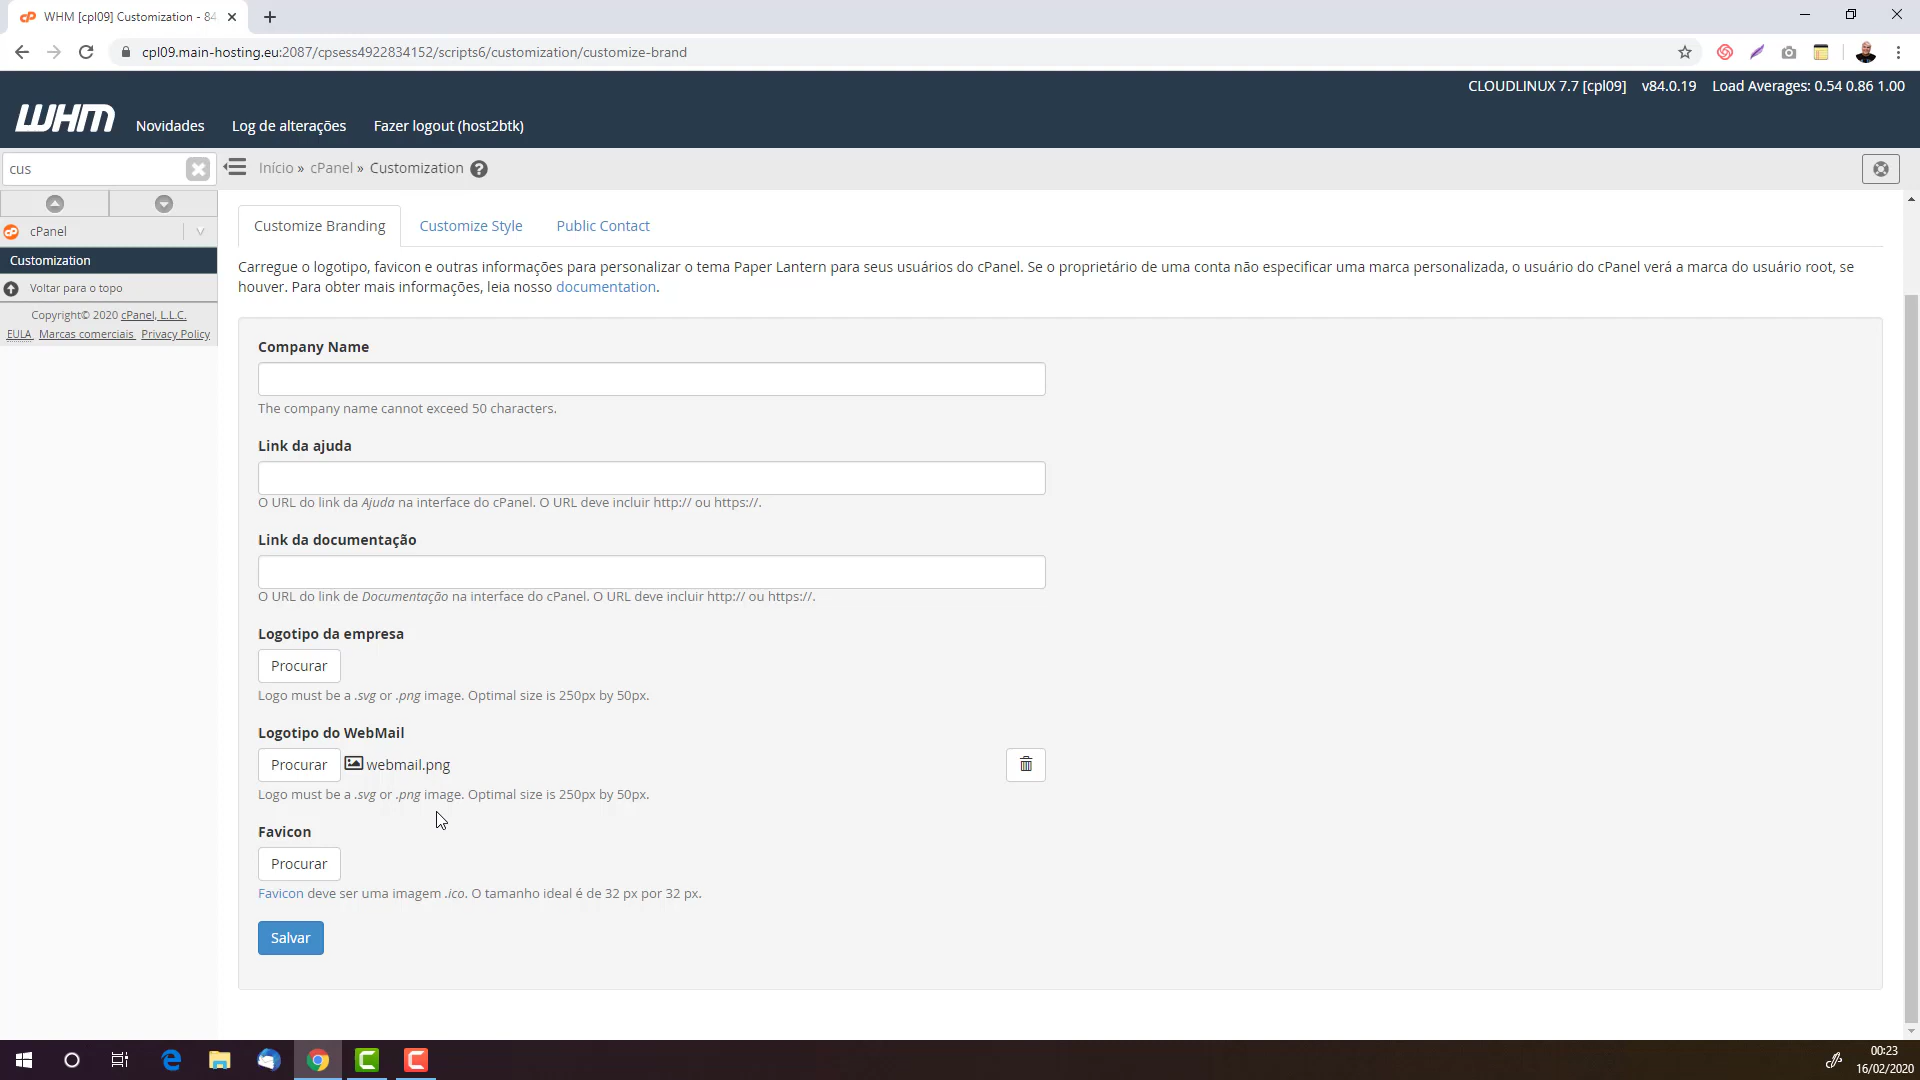 WHM [cpl09] Customization - 84
cpl09.main-hosting.eu:2087/cpsess4922834152/scripts6/customization/customize-brand
CLOUDLINUX 7.7 [cpl09] v84.0.19 Load Averages: 0.54 0.86 1.00
WHM Novidades Log de alterações Fazer logout (host2btk)
cus
Início » cPanel » Customization
cPanel
Customization
Voltar para o topo
Copyright© 2020 cPanel, L.L.C.
EULA Marcas comerciais Privacy Policy
Customize Branding Customize Style Public Contact
Carregue o logotipo, favicon e outras informações para personalizar o tema Paper Lantern para seus usuários do cPanel. Se o proprietário de uma conta não especificar uma marca personalizada, o usuário do cPanel verá a marca do usuário root, se
houver. Para obter mais informações, leia nosso documentation.
Company Name
The company name cannot exceed 50 characters.
Link da ajuda
O URL do link da Ajuda na interface do cPanel. O URL deve incluir http:// ou https://.
Link da documentação
O URL do link de Documentação na interface do cPanel. O URL deve incluir http:// ou https://.
Logotipo da empresa
Procurar
Logo must be a .svg or .png image. Optimal size is 250px by 50px.
Logotipo do WebMail
Procurar webmail.png
Logo must be a .svg or .png image. Optimal size is 250px by 50px.
Favicon
Procurar
Favicon deve ser uma imagem .ico. O tamanho ideal é de 32 px por 32 px.
Salvar
00:23
16/02/2020